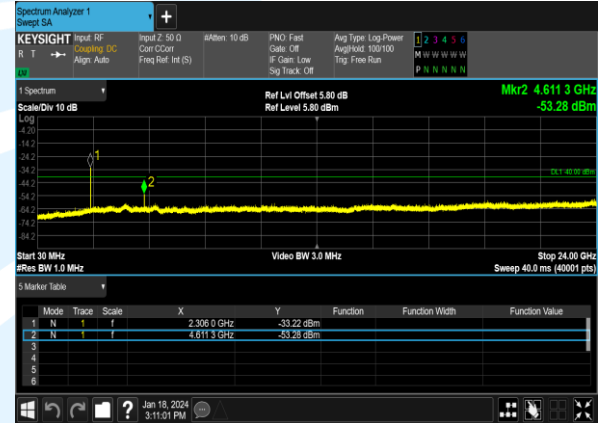 Spectrum Analyzer 1
Swept SA
+
KEYSIGHT Input: RF Input Z: 50 Ω #Atten: 10 dB PNO: Fast Avg Type: Log-Power 1 2 3 4 5 6
R T Coupling: DC Corr CCorr Gate: Off Avg|Hold: 100/100 M W W W W W
Align: Auto Freq Ref: Int (S) IF Gain: Low Trig: Free Run
Sig Track: Off P N N N N N
1 Spectrum Ref Lvl Offset 5.80 dB Mkr2 4.611 3 GHz
Scale/Div 10 dB Ref Level 5.80 dBm -53.28 dBm
Log
-4.20
-14.2
-24.2
1
-34.2
DL1 -40.00 dBm
-44.2
2
-54.2
-64.2
-74.2
-84.2
Start 30 MHz Video BW 3.0 MHz Stop 24.00 GHz
#Res BW 1.0 MHz Sweep 40.0 ms (40001 pts)
5 Marker Table
Mode Trace Scale X Y Function Function Width Function Value
1 N 1 f 2.306 0 GHz -33.22 dBm
2 N 1 f 4.611 3 GHz -53.28 dBm
3
4
5
6
? Jan 18, 2024
3:11:01 PM